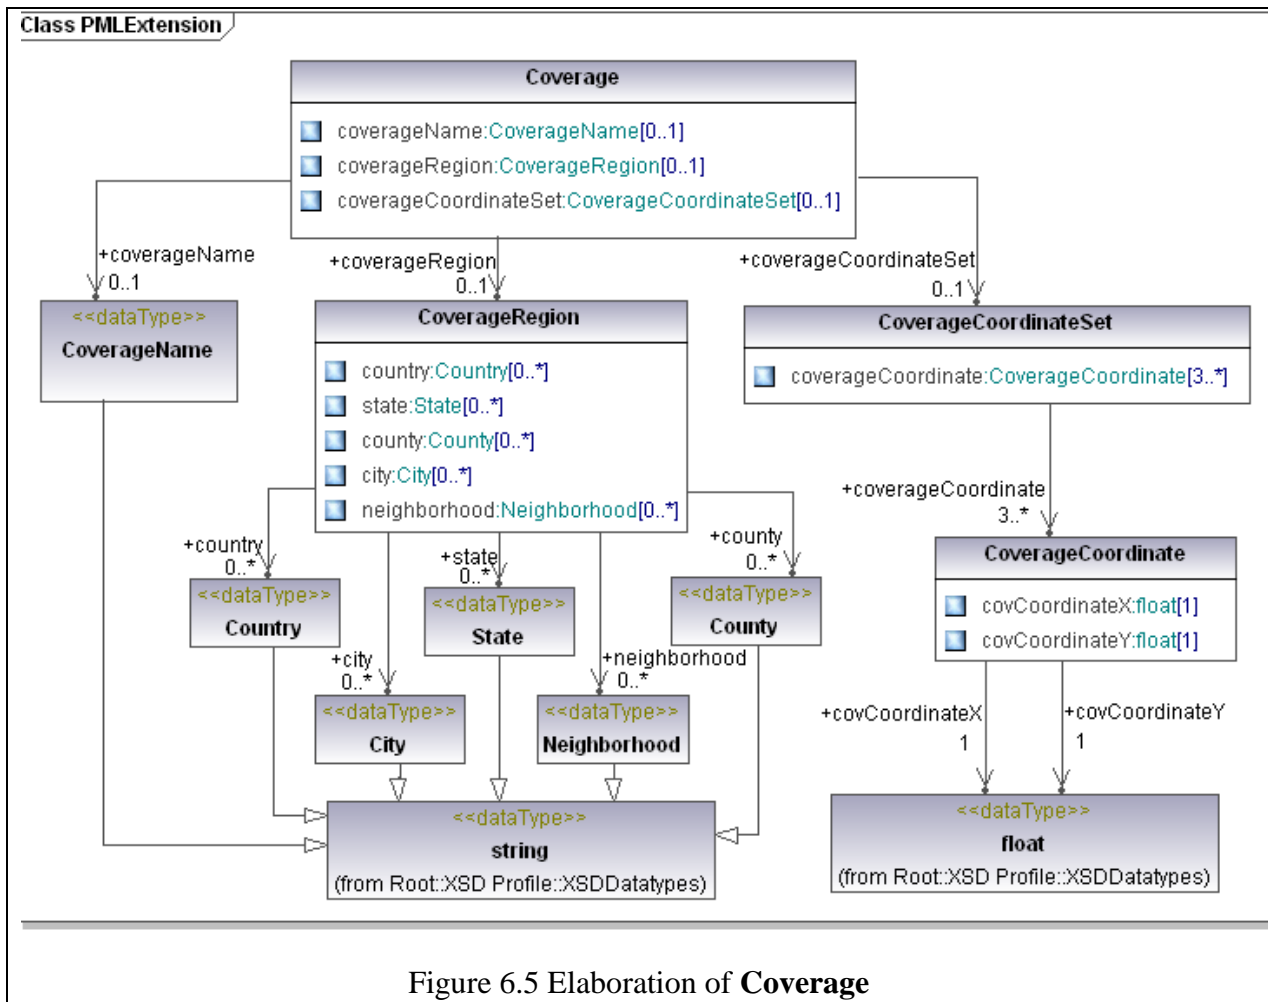 Class PMLExtension
Coverage
coverageName:CoverageName[0..1]
coverageRegion:CoverageRegion[0..1]
coverageCoordinateSet:CoverageCoordinateSet[0..1]
+coverageName
0..1
+coverageRegion
0..1
+coverageCoordinateSet
0..1
<<dataType>>
CoverageName
CoverageRegion
country:Country[0..*]
state:State[0..*]
county:County[0..*]
city:City[0..*]
neighborhood:Neighborhood[0..*]
CoverageCoordinateSet
coverageCoordinate:CoverageCoordinate[3..*]
+coverageCoordinate
3..*
+country
0..*
+state
0..*
+county
0..*
<<dataType>>
Country
<<dataType>>
State
<<dataType>>
County
CoverageCoordinate
covCoordinateX:float[1]
covCoordinateY:float[1]
+city
0..*
+neighborhood
0..*
<<dataType>>
City
<<dataType>>
Neighborhood
+covCoordinateX
1
+covCoordinateY
1
<<dataType>>
string
(from Root::XSD Profile::XSDDatatypes)
<<dataType>>
float
(from Root::XSD Profile::XSDDatatypes)
Figure 6.5 Elaboration of Coverage